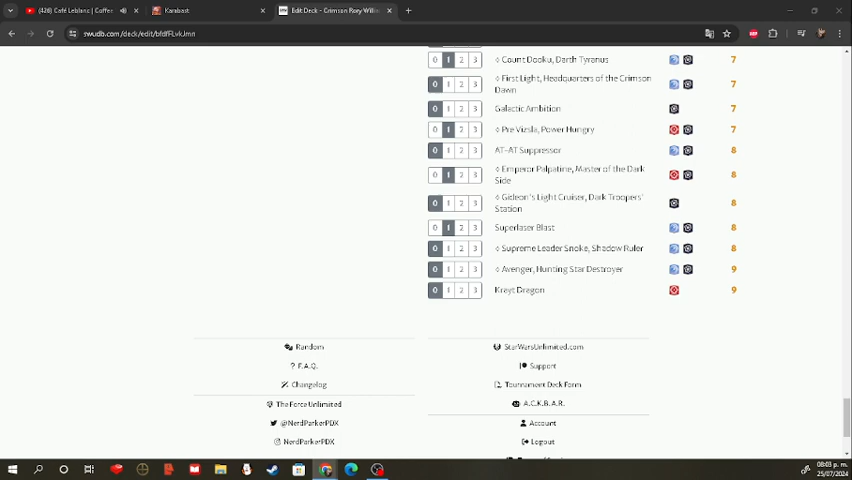 (426) Café Leblanc | Coffee
Karabast
Edit Deck - Crimson Rory Willin
swudb.com/deck/edit/bfdfFLvkJmn
0 1 2 3 Count Dooku, Darth Tyranus 7
0 1 2 3 First Light, Headquarters of the Crimson Dawn 7
0 1 2 3 Galactic Ambition 7
0 1 2 3 Pre Vizsla, Power Hungry 7
0 1 2 3 AT-AT Suppressor 8
0 1 2 3 Emperor Palpatine, Master of the Dark Side 8
0 1 2 3 Gideon's Light Cruiser, Dark Troopers' Station 8
0 1 2 3 Superlaser Blast 8
0 1 2 3 Supreme Leader Snoke, Shadow Ruler 8
0 1 2 3 Avenger, Hunting Star Destroyer 9
0 1 2 3 Krayt Dragon 9
Random
? F.A.Q.
Changelog
The Force Unlimited
@NerdParkerPDX
NerdParkerPDX
StarWarsUnlimited.com
Support
Tournament Deck Form
A.C.K.B.A.R.
Account
Logout
08:03 p. m.
25/07/2024